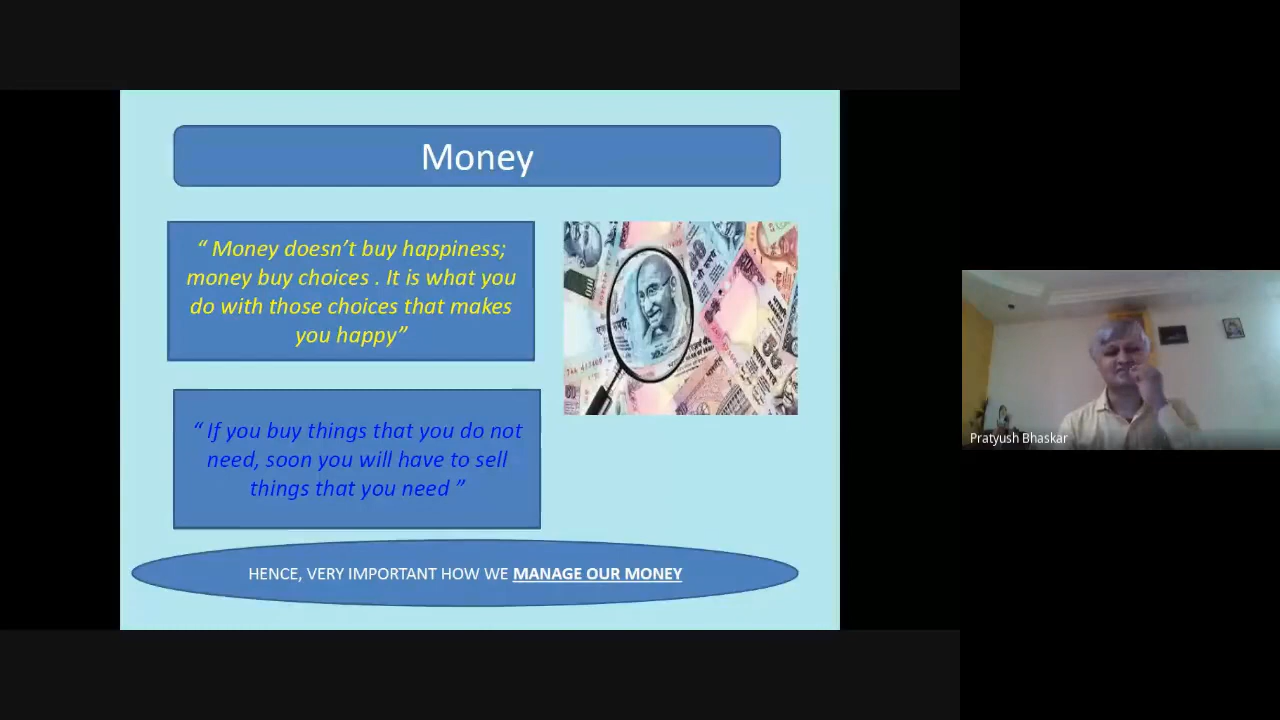 Money
“ Money doesn’t buy happiness;
money buy choices . It is what you
do with those choices that makes
you happy”
“ If you buy things that you do not
need, soon you will have to sell
things that you need ”
HENCE, VERY IMPORTANT HOW WE MANAGE OUR MONEY
Pratyush Bhaskar